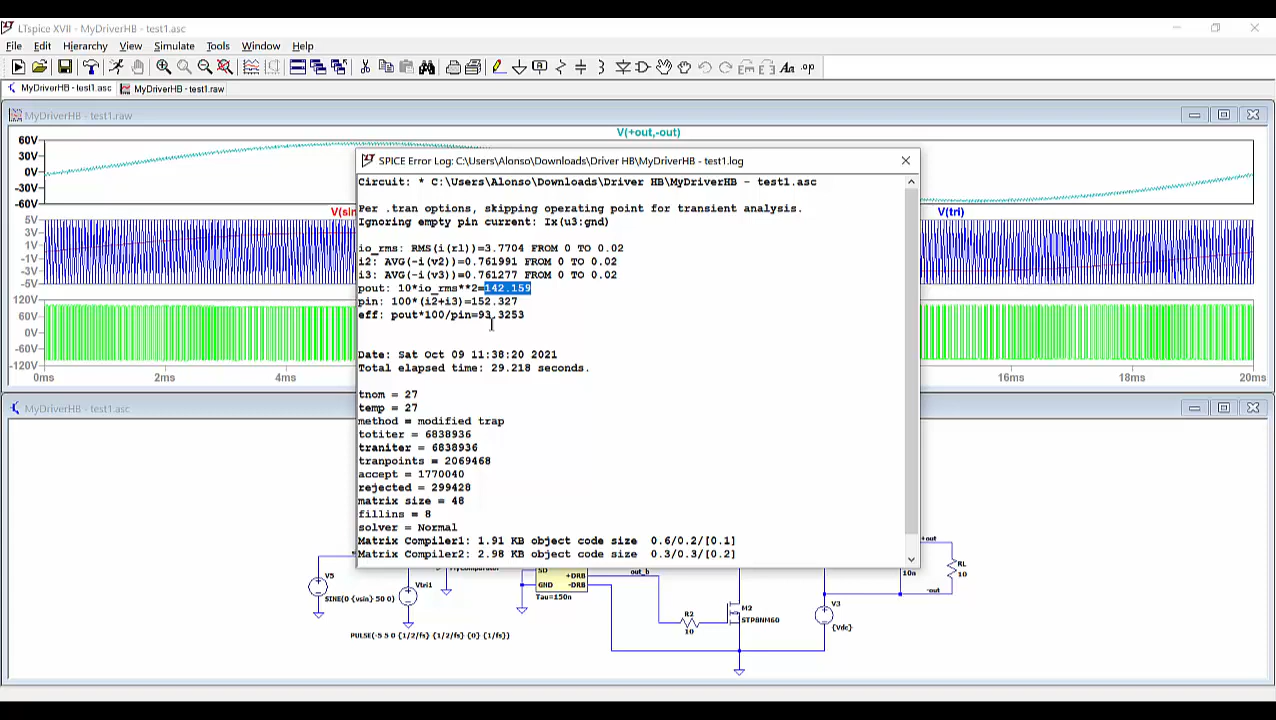 LTspice XVII - MyDriverHB - test1.asc
File Edit Hierarchy View Simulate Tools Window Help
MyDriverHB - test1.asc MyDriverHB - test1.raw
MyDriverHB - test1.raw
V(+out,-out)
60V
30V
0V
-30V
-60V
V(sin
V(tri)
5V
3V
1V
-1V
-3V
-5V
120V
60V
0V
-60V
-120V
0ms 2ms 4ms 16ms 18ms 20ms
SPICE Error Log: C:\Users\Alonso\Downloads\Driver HB\MyDriverHB - test1.log
Circuit: * C:\Users\Alonso\Downloads\Driver HB\MyDriverHB - test1.asc
Per .tran options, skipping operating point for transient analysis.
Ignoring empty pin current: Ix(u3:gnd)
io_rms: RMS(i(rl))=3.7704 FROM 0 TO 0.02
i2: AVG(-i(v2))=0.761991 FROM 0 TO 0.02
i3: AVG(-i(v3))=0.761277 FROM 0 TO 0.02
pout: 10*io_rms**2=142.159
pin: 100*(i2+i3)=152.327
eff: pout*100/pin=93.3253
Date: Sat Oct 09 11:38:20 2021
Total elapsed time: 29.218 seconds.
tnom = 27
temp = 27
method = modified trap
totiter = 6838936
traniter = 6838936
tranpoints = 2069468
accept = 1770040
rejected = 299428
matrix size = 48
fillins = 8
solver = Normal
Matrix Compiler1: 1.91 KB object code size 0.6/0.2/[0.1]
Matrix Compiler2: 2.98 KB object code size 0.3/0.3/[0.2]
MyDriverHB - test1.asc
V5
SINE(0 {vsin} 50 0)
Vtri1
PULSE(-5 5 0 {1/2/fs} {1/2/fs} {0} {1/fs})
MyComparator
SD +DRB
GND -DRB
Tau=150n
out_b
R2
10
M2
STP8NM60
V3
{Vdc}
10n
+out
-out
RL
10